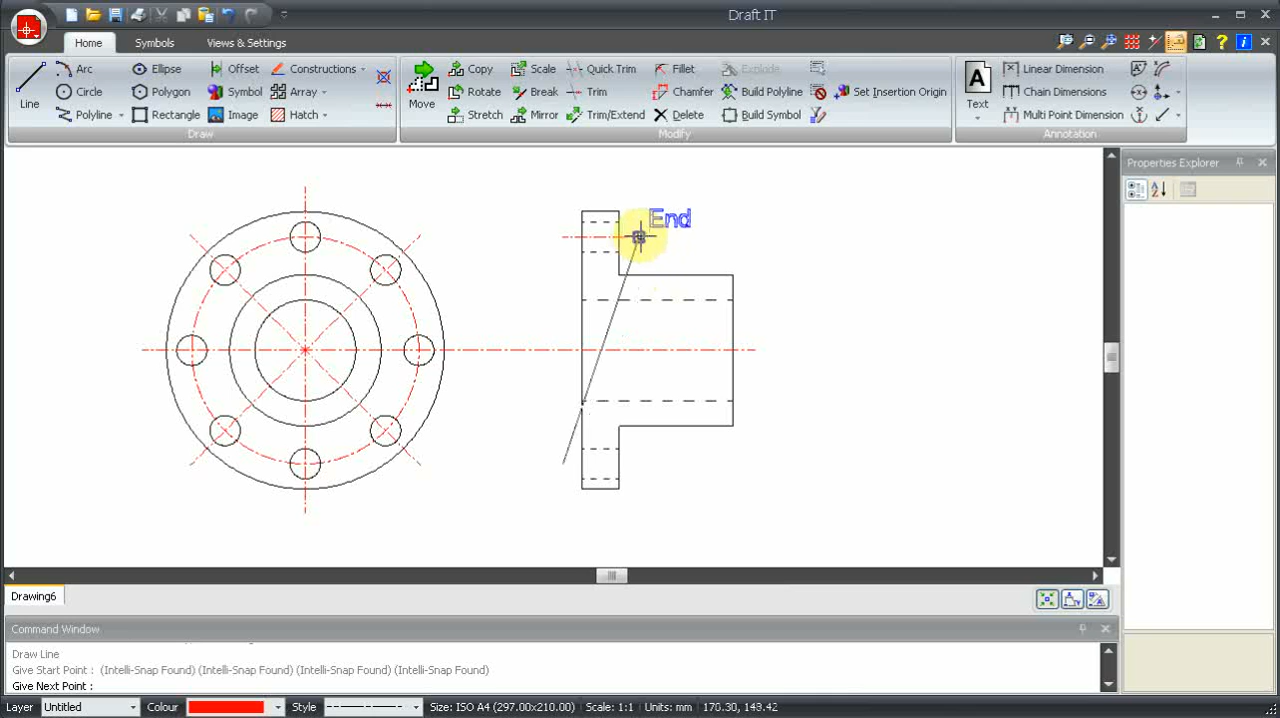 Draft IT
Home Symbols Views & Settings
Line
Arc
Circle
Polyline
Ellipse
Polygon
Rectangle
Offset
Symbol
Image
Constructions
Array
Hatch
Draw
Move
Copy
Rotate
Stretch
Scale
Break
Mirror
Quick Trim
Trim
Trim/Extend
Fillet
Chamfer
Delete
Explode
Build Polyline
Build Symbol
Set Insertion Origin
Modify
A
Text
Linear Dimension
Chain Dimensions
Multi Point Dimension
Annotation
Properties Explorer
End
Drawing6
Command Window
Draw Line
Give Start Point : (Intelli-Snap Found) (Intelli-Snap Found) (Intelli-Snap Found) (Intelli-Snap Found)
Give Next Point :
Layer Untitled Colour Style Size: ISO A4 (297.00x210.00) Scale: 1:1 Units: mm 170.30, 143.42